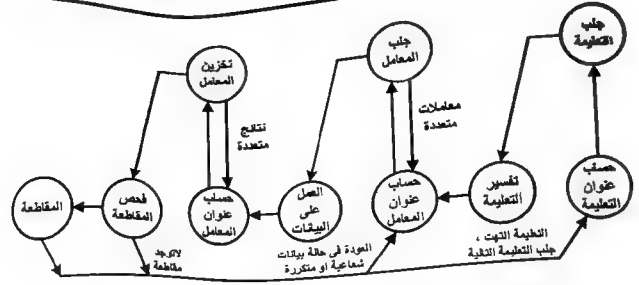 جلب
التعليمة
جلب
المعامل
تخزين
المعامل
معاملات
متعددة
نتائج
متعددة
حساب
عنوان
التعليمة
تفسير
التعليمة
حساب
عنوان
المعامل
العمل
على
البيانات
حساب
عنوان
المعامل
فحص
المقاطعة
المقاطعة
التعليمة انتهت ،
جلب التعليمة التالية
العودة فى حالة بيانات
شعاعية او متكررة
لاتوجد
مقاطعة